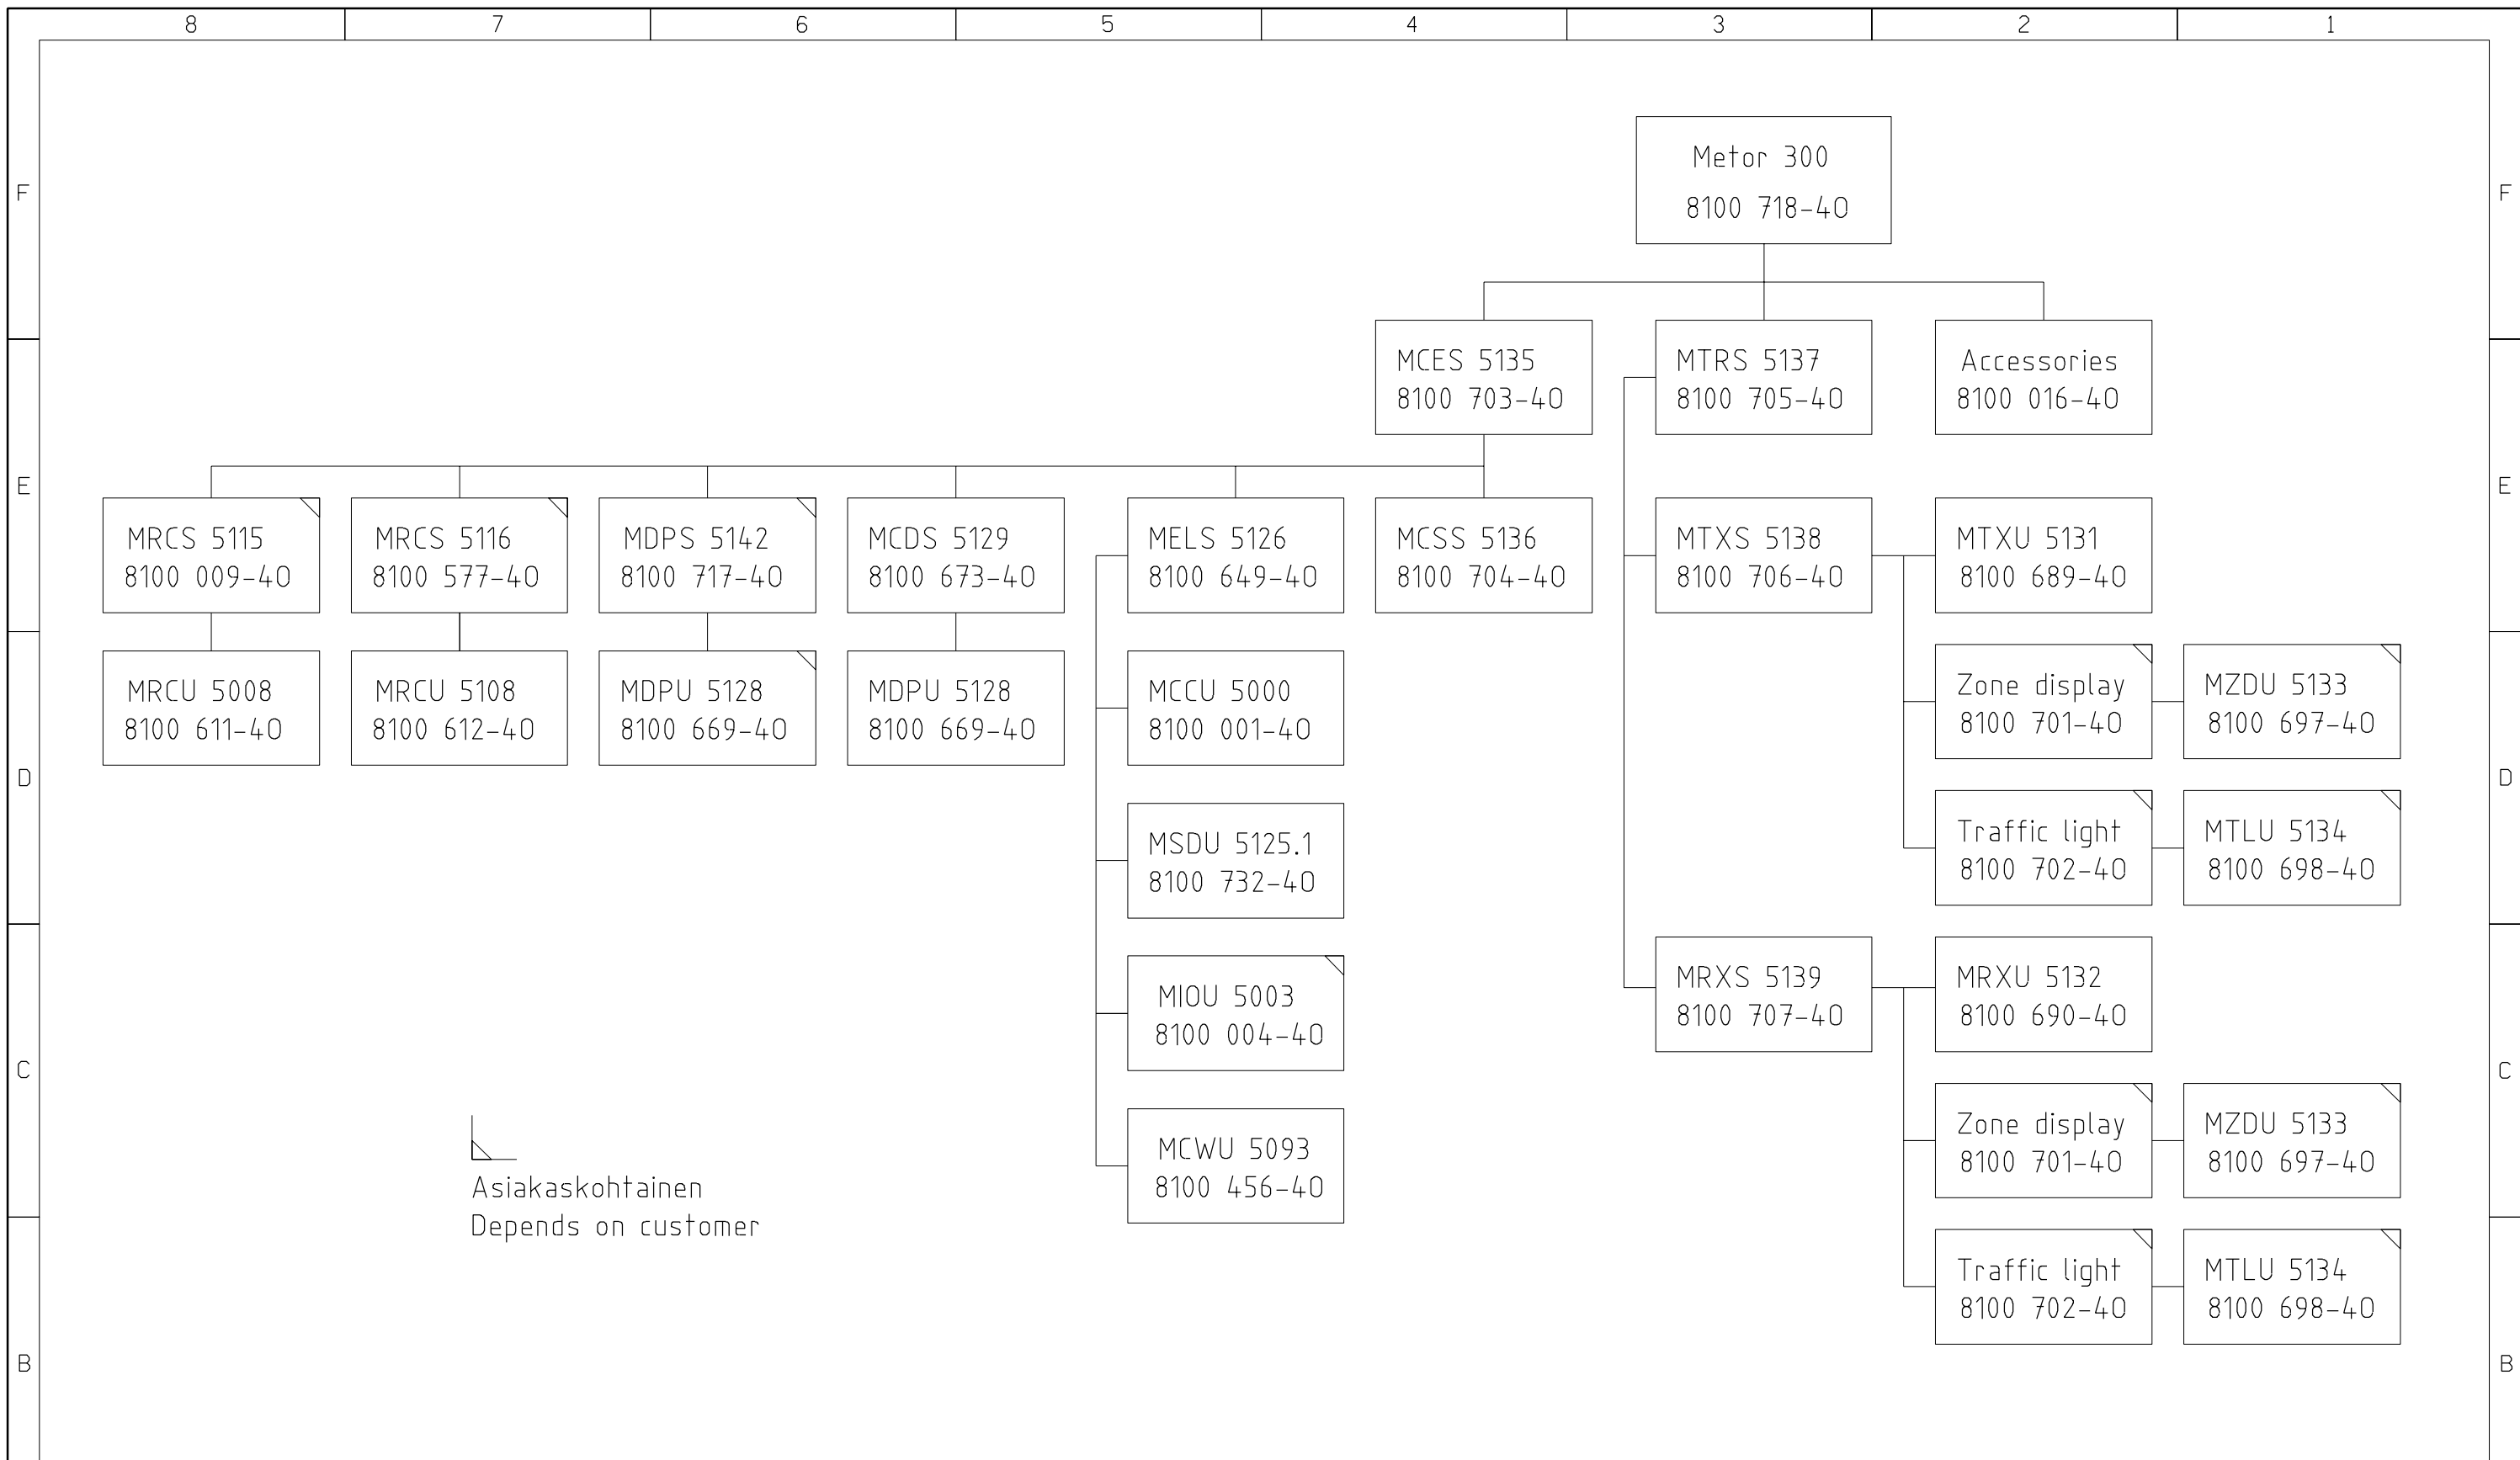 8 7 6 5 4 3 2 1
F F
Metor 300
8100 718-40
MCES 5135
8100 703-40
MTRS 5137
8100 705-40
Accessories
8100 016-40
E E
MRCS 5115
8100 009-40
MRCS 5116
8100 577-40
MDPS 5142
8100 717-40
MCDS 5129
8100 673-40
MELS 5126
8100 649-40
MCSS 5136
8100 704-40
MTXS 5138
8100 706-40
MTXU 5131
8100 689-40
MRCU 5008
8100 611-40
MRCU 5108
8100 612-40
MDPU 5128
8100 669-40
MDPU 5128
8100 669-40
MCCU 5000
8100 001-40
Zone display
8100 701-40
MZDU 5133
8100 697-40
D D
MSDU 5125.1
8100 732-40
Traffic light
8100 702-40
MTLU 5134
8100 698-40
MIOU 5003
8100 004-40
MRXS 5139
8100 707-40
MRXU 5132
8100 690-40
C C
MCWU 5093
8100 456-40
Zone display
8100 701-40
MZDU 5133
8100 697-40
Asiakaskohtainen
Depends on customer
Traffic light
8100 702-40
MTLU 5134
8100 698-40
B B